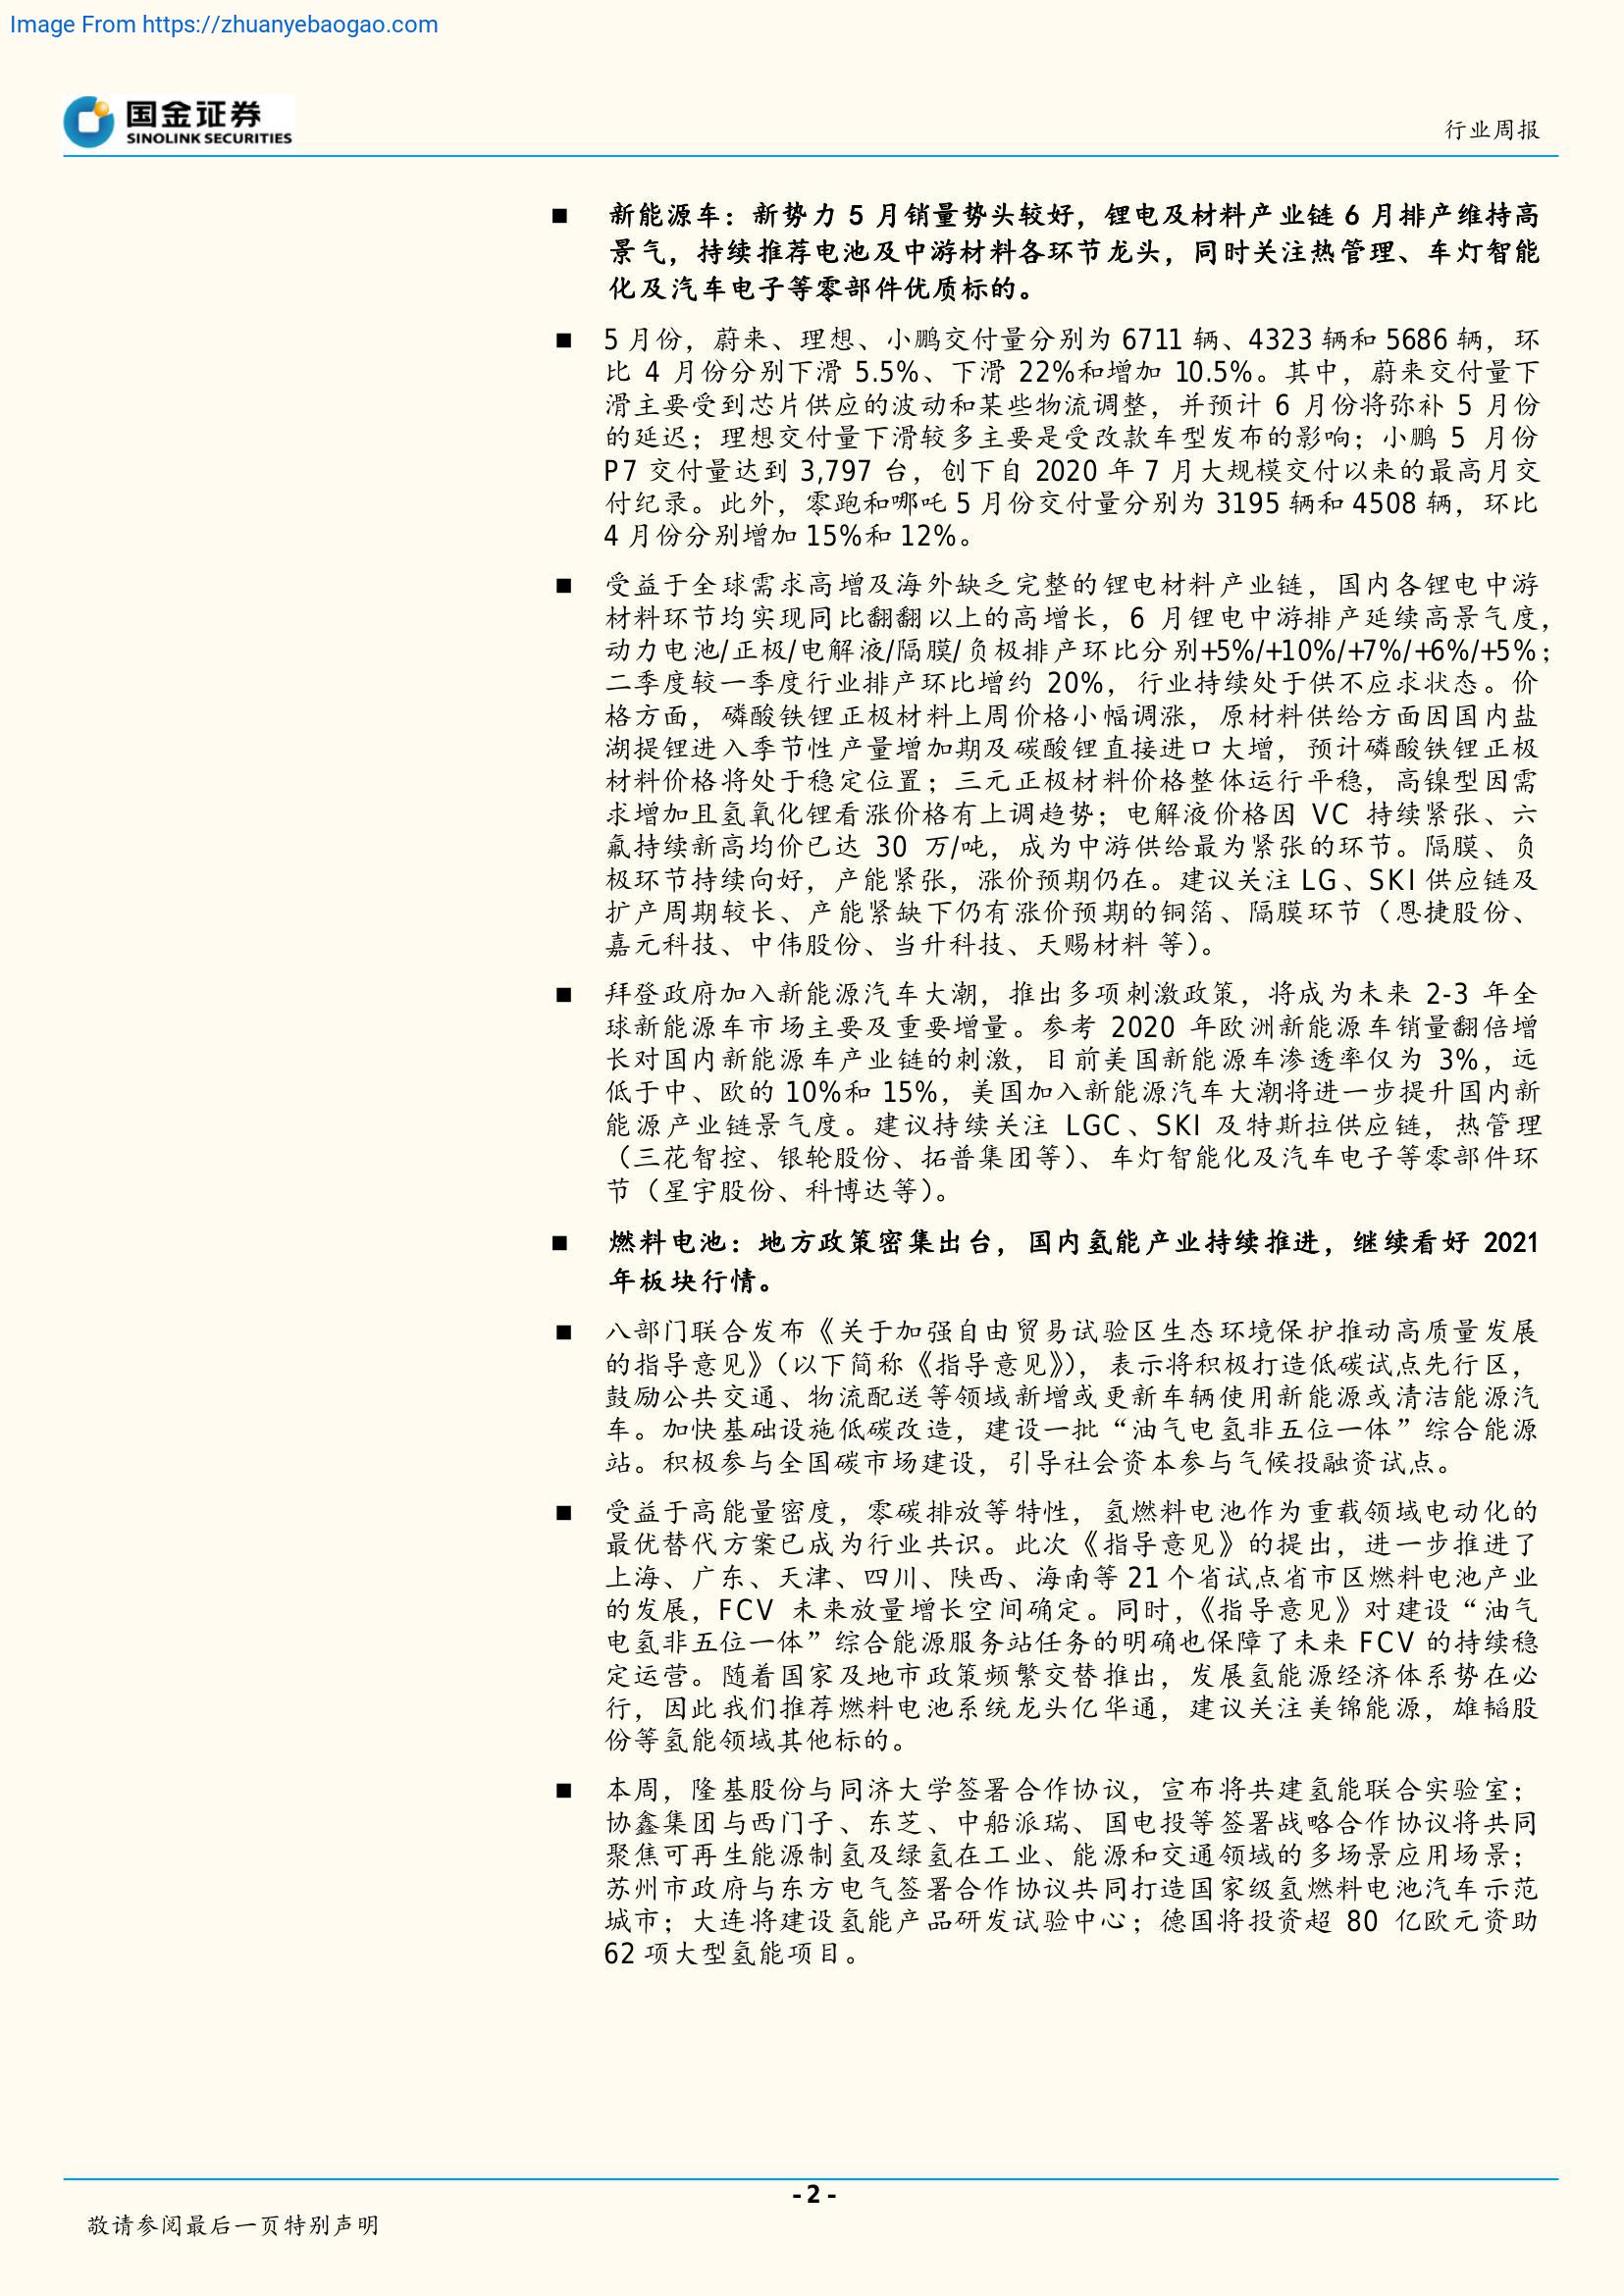 Image From https://zhuanyebaogao.com
国金证券
SINOLINK SECURITIES
行业周报
■ 新能源车：新势力 5 月销量势头较好，锂电及材料产业链 6 月排产维持高
景气，持续推荐电池及中游材料各环节龙头，同时关注热管理、车灯智能
化及汽车电子等零部件优质标的。
■ 5 月份，蔚来、理想、小鹏交付量分别为 6711 辆、4323 辆和 5686 辆，环
比 4 月份分别下滑 5.5%、下滑 22%和增加 10.5%。其中，蔚来交付量下
滑主要受到芯片供应的波动和某些物流调整，并预计 6 月份将弥补 5 月份
的延迟；理想交付量下滑较多主要是受改款车型发布的影响；小鹏 5 月份
P7 交付量达到 3,797 台，创下自 2020 年 7 月大规模交付以来的最高月交
付纪录。此外，零跑和哪吒 5 月份交付量分别为 3195 辆和 4508 辆，环比
4 月份分别增加 15%和 12%。
■ 受益于全球需求高增及海外缺乏完整的锂电材料产业链，国内各锂电中游
材料环节均实现同比翻翻以上的高增长，6 月锂电中游排产延续高景气度，
动力电池/正极/电解液/隔膜/负极排产环比分别+5%/+10%/+7%/+6%/+5%；
二季度较一季度行业排产环比增约 20%，行业持续处于供不应求状态。价
格方面，磷酸铁锂正极材料上周价格小幅调涨，原材料供给方面因国内盐
湖提锂进入季节性产量增加期及碳酸锂直接进口大增，预计磷酸铁锂正极
材料价格将处于稳定位置；三元正极材料价格整体运行平稳，高镍型因需
求增加且氢氧化锂看涨价格有上调趋势；电解液价格因 VC 持续紧张、六
氟持续新高均价已达 30 万/吨，成为中游供给最为紧张的环节。隔膜、负
极环节持续向好，产能紧张，涨价预期仍在。建议关注 LG、SKI 供应链及
扩产周期较长、产能紧缺下仍有涨价预期的铜箔、隔膜环节（恩捷股份、
嘉元科技、中伟股份、当升科技、天赐材料 等）。
■ 拜登政府加入新能源汽车大潮，推出多项刺激政策，将成为未来 2-3 年全
球新能源车市场主要及重要增量。参考 2020 年欧洲新能源车销量翻倍增
长对国内新能源车产业链的刺激，目前美国新能源车渗透率仅为 3%，远
低于中、欧的 10%和 15%，美国加入新能源汽车大潮将进一步提升国内新
能源产业链景气度。建议持续关注 LGC、SKI 及特斯拉供应链，热管理
（三花智控、银轮股份、拓普集团等）、车灯智能化及汽车电子等零部件环
节（星宇股份、科博达等）。
■ 燃料电池：地方政策密集出台，国内氢能产业持续推进，继续看好 2021
年板块行情。
■ 八部门联合发布《关于加强自由贸易试验区生态环境保护推动高质量发展
的指导意见》（以下简称《指导意见》），表示将积极打造低碳试点先行区，
鼓励公共交通、物流配送等领域新增或更新车辆使用新能源或清洁能源汽
车。加快基础设施低碳改造，建设一批“油气电氢非五位一体”综合能源
站。积极参与全国碳市场建设，引导社会资本参与气候投融资试点。
■ 受益于高能量密度，零碳排放等特性，氢燃料电池作为重载领域电动化的
最优替代方案已成为行业共识。此次《指导意见》的提出，进一步推进了
上海、广东、天津、四川、陕西、海南等 21 个省试点省市区燃料电池产业
的发展，FCV 未来放量增长空间确定。同时，《指导意见》对建设“油气
电氢非五位一体”综合能源服务站任务的明确也保障了未来 FCV 的持续稳
定运营。随着国家及地市政策频繁交替推出，发展氢能源经济体系势在必
行，因此我们推荐燃料电池系统龙头亿华通，建议关注美锦能源，雄韬股
份等氢能领域其他标的。
■ 本周，隆基股份与同济大学签署合作协议，宣布将共建氢能联合实验室；
协鑫集团与西门子、东芝、中船派瑞、国电投等签署战略合作协议将共同
聚焦可再生能源制氢及绿氢在工业、能源和交通领域的多场景应用场景；
苏州市政府与东方电气签署合作协议共同打造国家级氢燃料电池汽车示范
城市；大连将建设氢能产品研发试验中心；德国将投资超 80 亿欧元资助
62 项大型氢能项目。
- 2 -
敬请参阅最后一页特别声明